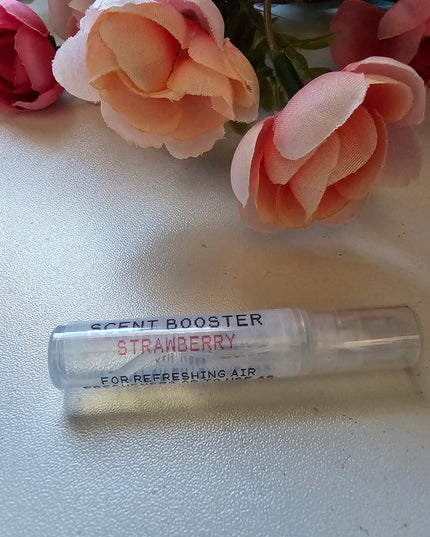 SCENT BOOSTER
STRAWBERRY
FOR REFRESHING AIR